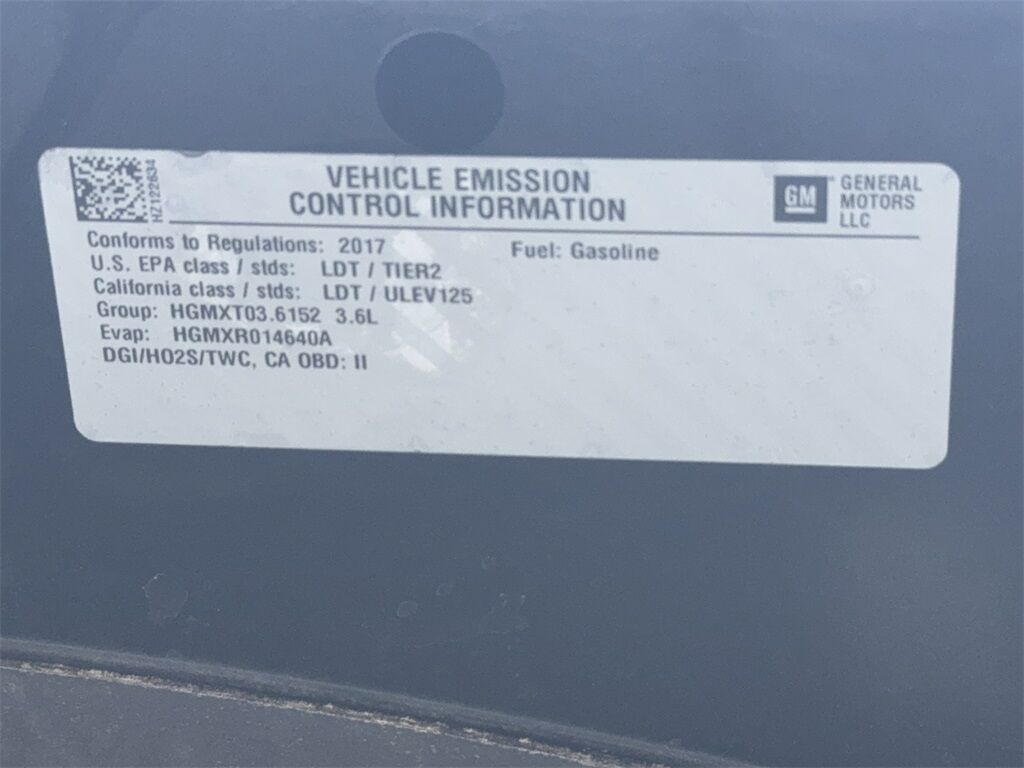 HZ122634
VEHICLE EMISSION
CONTROL INFORMATION
GM
GENERAL
MOTORS
LLC
Conforms to Regulations: 2017
Fuel: Gasoline
U.S. EPA class / stds: LDT / TIER2
California class / stds: LDT / ULEV125
Group: HGMXT03.6152 3.6L
Evap: HGMXR014640A
DGI/HO2S/TWC, CA OBD: II